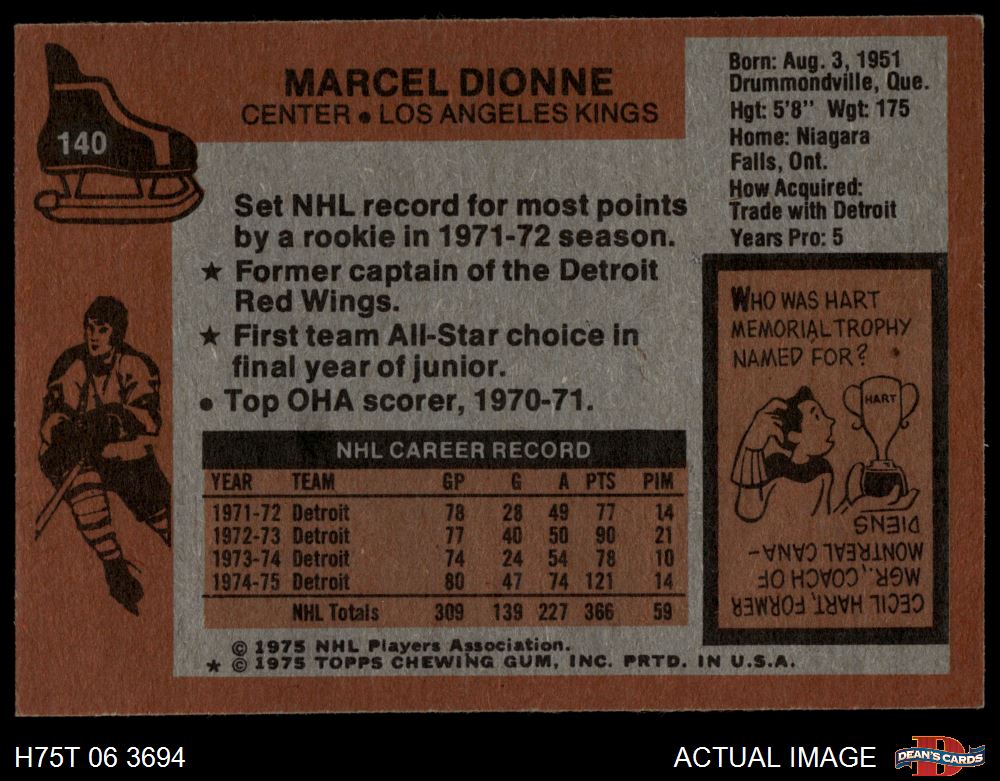 140
MARCEL DIONNE
CENTER • LOS ANGELES KINGS
Born: Aug. 3, 1951
Drummondville, Que.
Hgt: 5'8" Wgt: 175
Home: Niagara
Falls, Ont.
How Acquired:
Trade with Detroit
Years Pro: 5
Set NHL record for most points
by a rookie in 1971-72 season.
★ Former captain of the Detroit
Red Wings.
★ First team All-Star choice in
final year of junior.
• Top OHA scorer, 1970-71.
NHL CAREER RECORD
YEAR TEAM GP G A PTS PIM
1971-72 Detroit 78 28 49 77 14
1972-73 Detroit 77 40 50 90 21
1973-74 Detroit 74 24 54 78 10
1974-75 Detroit 80 47 74 121 14
NHL Totals 309 139 227 366 59
© 1975 NHL Players Association.
★ © 1975 TOPPS CHEWING GUM, INC. PRTD. IN U.S.A.
WHO WAS HART
MEMORIAL TROPHY
NAMED FOR?
HART
CECIL HART, FORMER
MGR., COACH OF
MONTREAL CANA-
DIENS
H75T 06 3694
ACTUAL IMAGE
D
DEAN'S CARDS